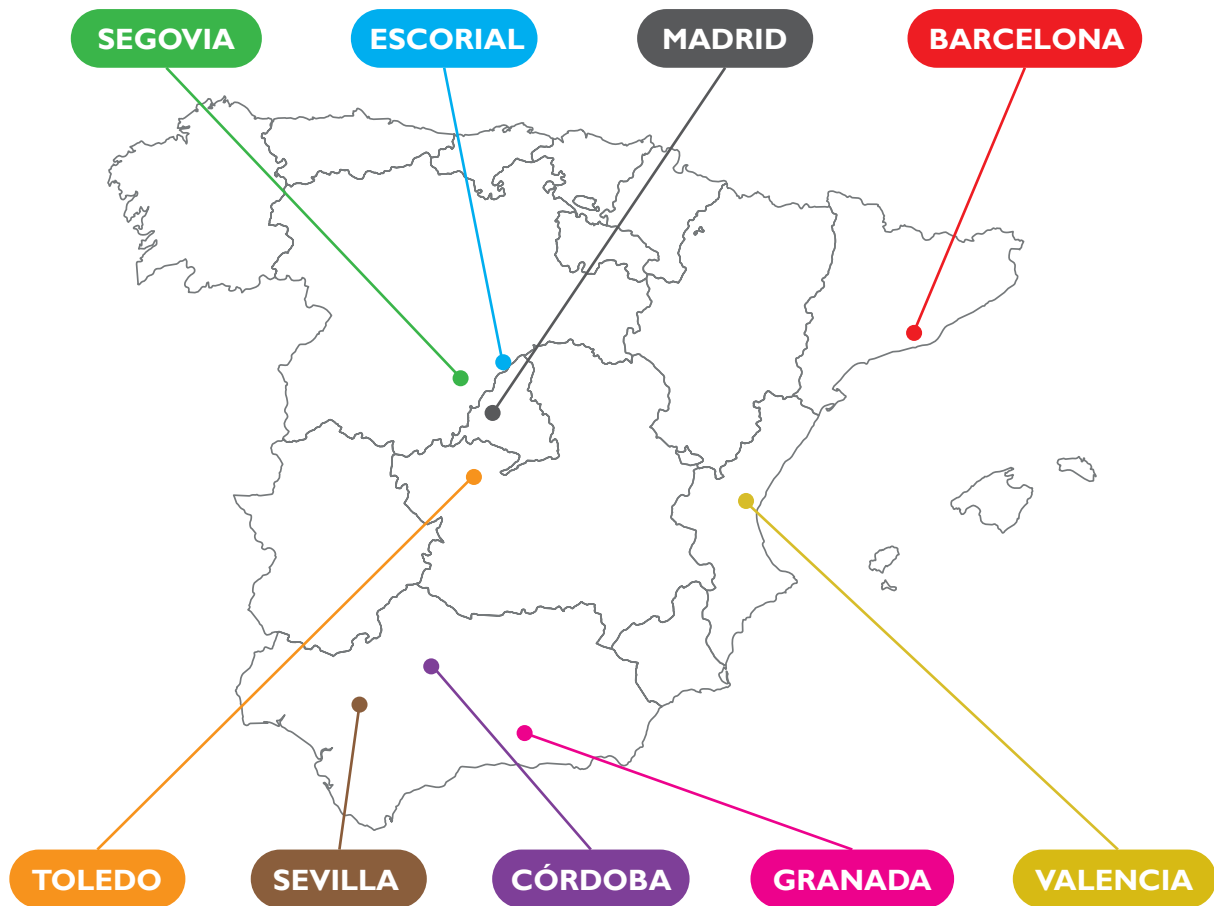 SEGOVIA
ESCORIAL
MADRID
BARCELONA
TOLEDO
SEVILLA
CÓRDOBA
GRANADA
VALENCIA